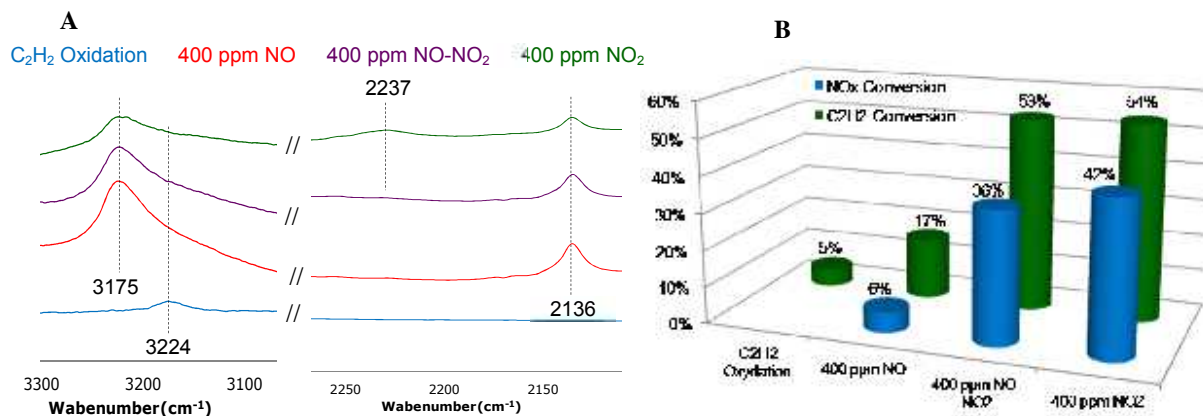 A
C2H2 Oxidation 400 ppm NO 400 ppm NO-NO2 400 ppm NO2
2237
//
//
//
//
3175
2136
3224
3300 3200 3100 2250 2200 2150
Wabenumber(cm-1) Wabenumber(cm-1)
B
NOx Conversion
C2H2 Conversion
60%
50%
40%
30%
20%
10%
0%
5%
17%
53%
54%
6%
36%
42%
C2H2
Oxydation
400 ppm NO
400 ppm NO
NO2
400 ppm NO2